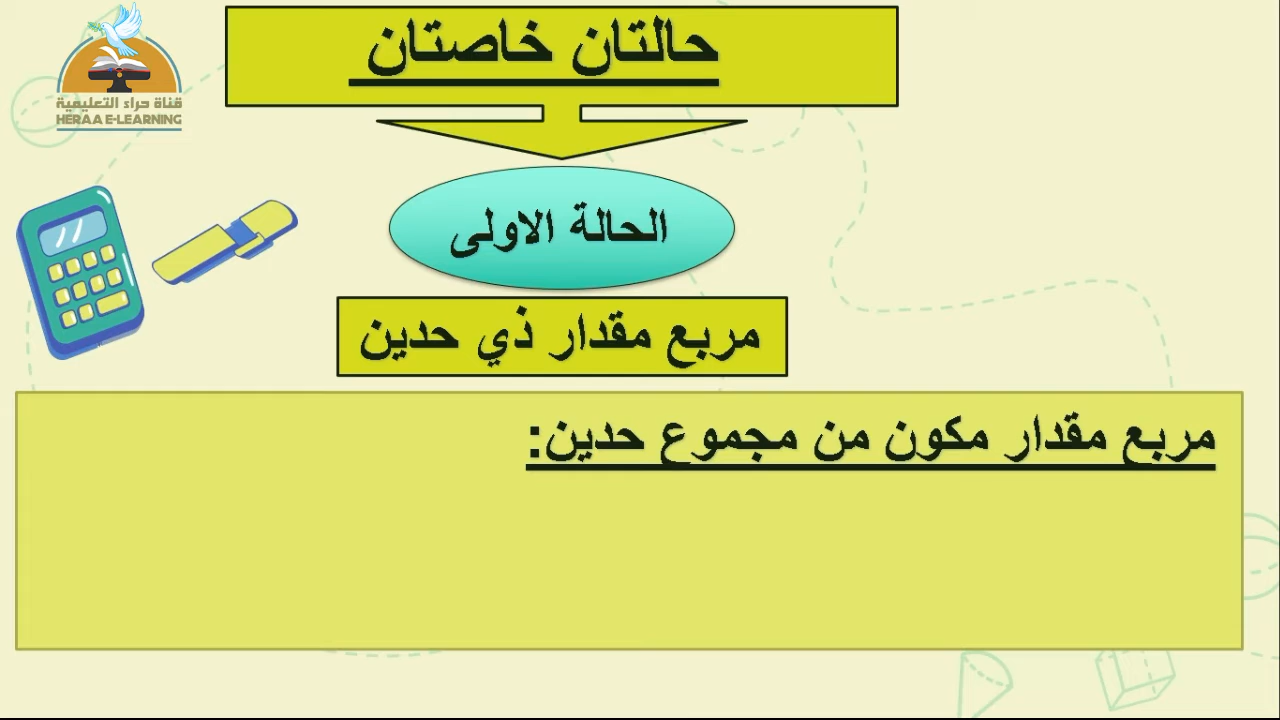 قناة حراء التعليمية
HERAA E-LEARNING
حالتان خاصتان
الحالة الاولى
مربع مقدار ذي حدين
مربع مقدار مكون من مجموع حدين: